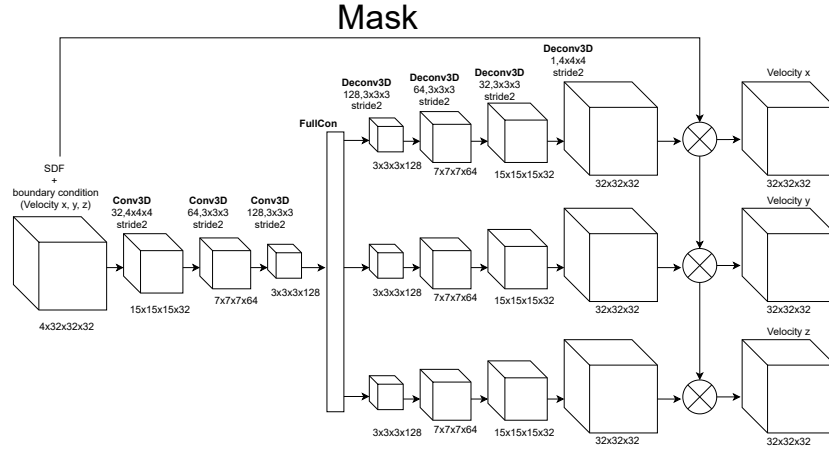 Mask
SDF
+
boundary condition
(Velocity x, y, z)
4x32x32x32
Conv3D
32,4x4x4
stride2
15x15x15x32
Conv3D
64,3x3x3
stride2
7x7x7x64
Conv3D
128,3x3x3
stride2
3x3x3x128
FullCon
Deconv3D
128,3x3x3
stride2
3x3x3x128
Deconv3D
64,3x3x3
stride2
7x7x7x64
Deconv3D
32,3x3x3
stride2
15x15x15x32
Deconv3D
1,4x4x4
stride2
32x32x32
Velocity x
32x32x32
3x3x3x128
7x7x7x64
15x15x15x32
32x32x32
Velocity y
32x32x32
3x3x3x128
7x7x7x64
15x15x15x32
32x32x32
Velocity z
32x32x32